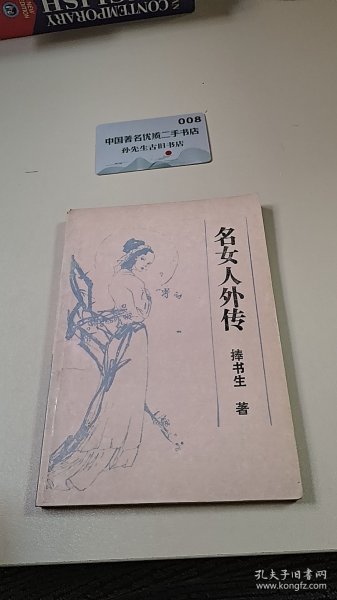 CONTEMPORARY
ENGLISH
008
中国著名优质二手书店
孙先生古旧书店
名女人外传
捧书生 著
孔夫子旧书网
www.kongfz.com